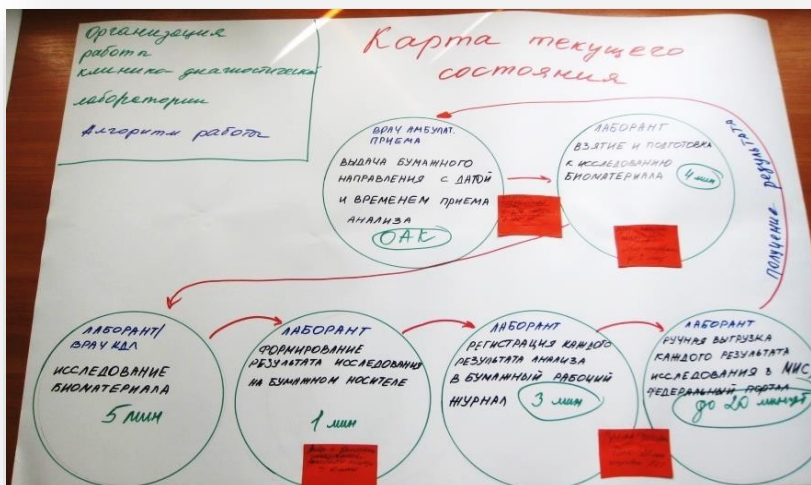 Организация
работа
клинико-диагностической
лаборатории
Алгоритм работы
Карта текущего
состояния
ВРАЧ АМБУЛАТ.
ПРИЕМА
ВЫДАЧА БУМАЖНОГО
НАПРАВЛЕНИЯ С ДАТОЙ
И ВРЕМЕНЕМ ПРИЕМА
АНАЛИЗА
ОАК
ЛАБОРАНТ
ВЗЯТИЕ И ПОДГОТОВКА
К ИССЛЕДОВАНИЮ
БИОМАТЕРИАЛА 4 мин
получение результата
ЛАБОРАНТ/
ВРАЧ КДЛ
ИССЛЕДОВАНИЕ
БИОМАТЕРИАЛА
5 мин
ЛАБОРАНТ
ФОРМИРОВАНИЕ
РЕЗУЛЬТАТА ИССЛЕДОВАНИЯ
НА БУМАЖНОМ НОСИТЕЛЕ
1 мин
ЛАБОРАНТ
РЕГИСТРАЦИЯ КАЖДОГО
РЕЗУЛЬТАТА АНАЛИЗА
В БУМАЖНЫЙ РАБОЧИЙ
ЖУРНАЛ 3 мин
ЛАБОРАНТ
РУЧНАЯ ВЫГРУЗКА
КАЖДОГО РЕЗУЛЬТАТА
ИССЛЕДОВАНИЯ В МИС,
ФЕДЕРАЛЬНЫЙ ПОРТАЛ
до 20 минут